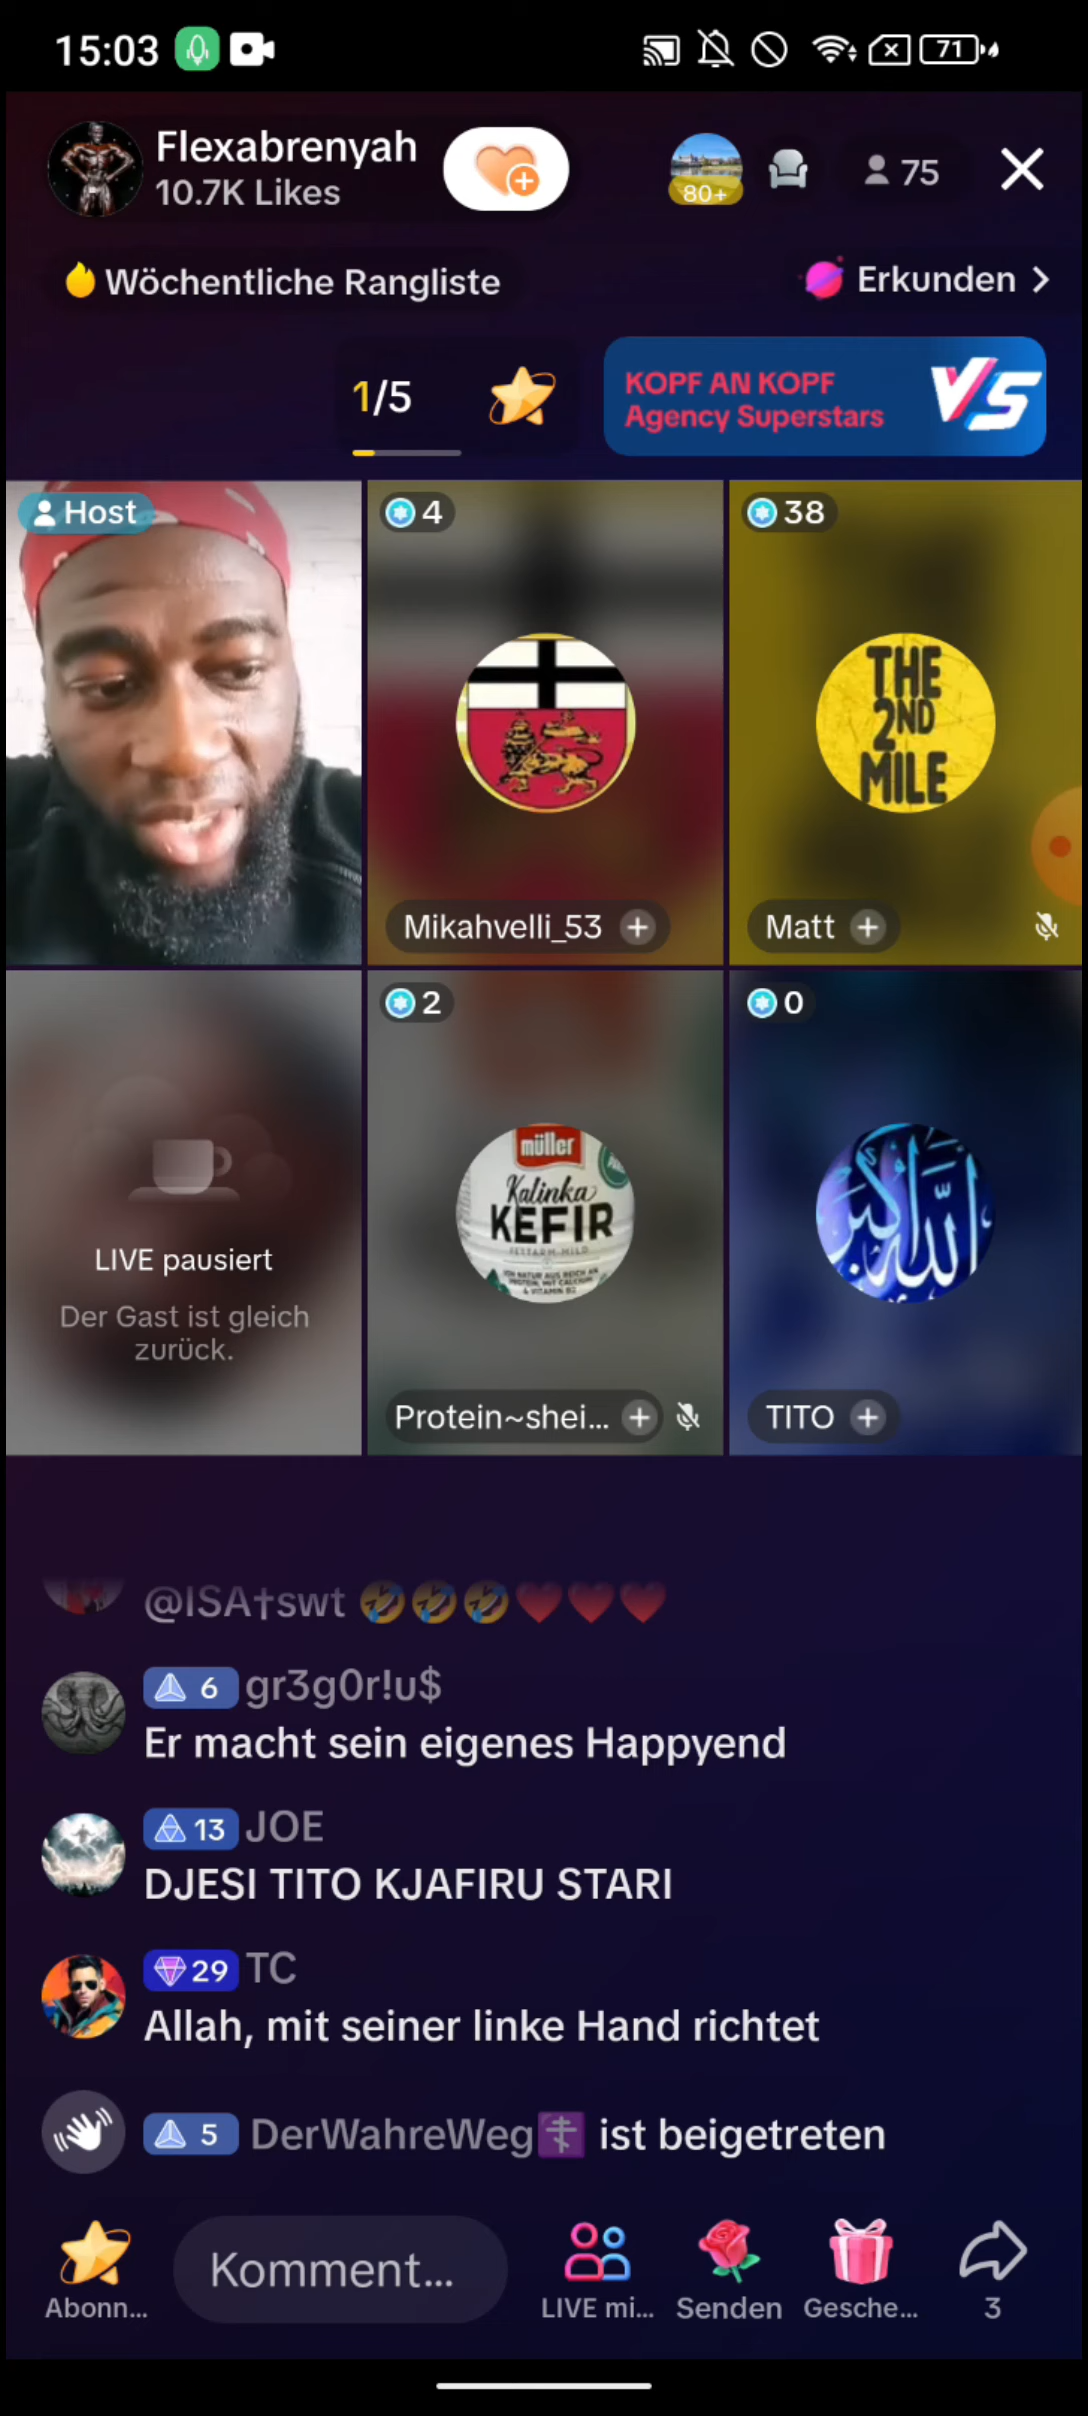 15:03
71
Flexabrenyah
10.7K Likes
80+
75
Wöchentliche Rangliste
Erkunden
1/5
KOPF AN KOPF
Agency Superstars
VS
Host
4
38
THE
2ND
MILE
Mikahvelli_53
Matt
2
0
LIVE pausiert
Der Gast ist gleich
zurück.
müller
Kalinka
KEFIR
الله أكبر
Protein~shei...
TITO
@ISA†swt 🤣🤣🤣❤️❤️❤️
6 gr3g0r!u$
Er macht sein eigenes Happyend
13 JOE
DJESI TITO KJAFIRU STARI
29 TC
Allah, mit seiner linke Hand richtet
5 DerWahreWeg☦️ ist beigetreten
Komment...
Abonn...
LIVE mi...
Senden
Gesche...
3